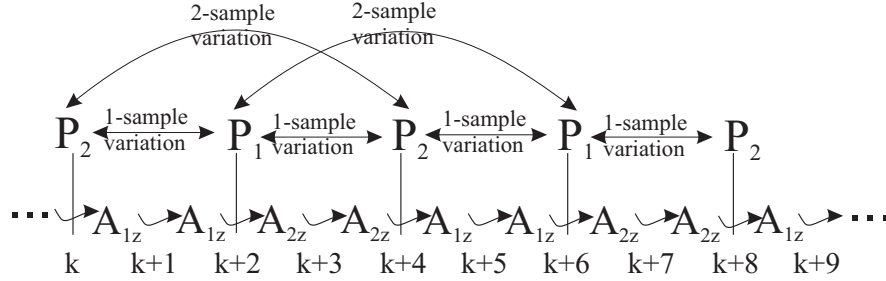 2-sample variation 2-sample variation
1-sample variation 1-sample variation 1-sample variation 1-sample variation
P2 P1 P2 P1 P2
A1z A1z A2z A2z A1z A1z A2z A2z A1z
k k+1 k+2 k+3 k+4 k+5 k+6 k+7 k+8 k+9